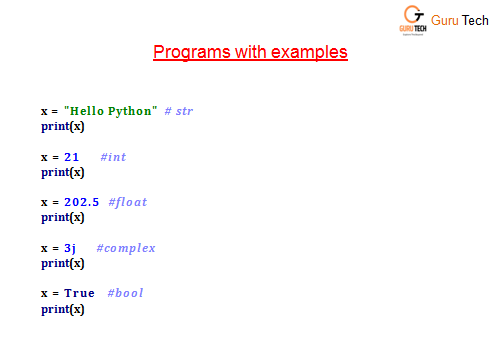 GURU TECH
Guru Tech
Programs with examples
x = "Hello Python" # str
print(x)
x = 21 #int
print(x)
x = 202.5 #float
print(x)
x = 3j #complex
print(x)
x = True #bool
print(x)